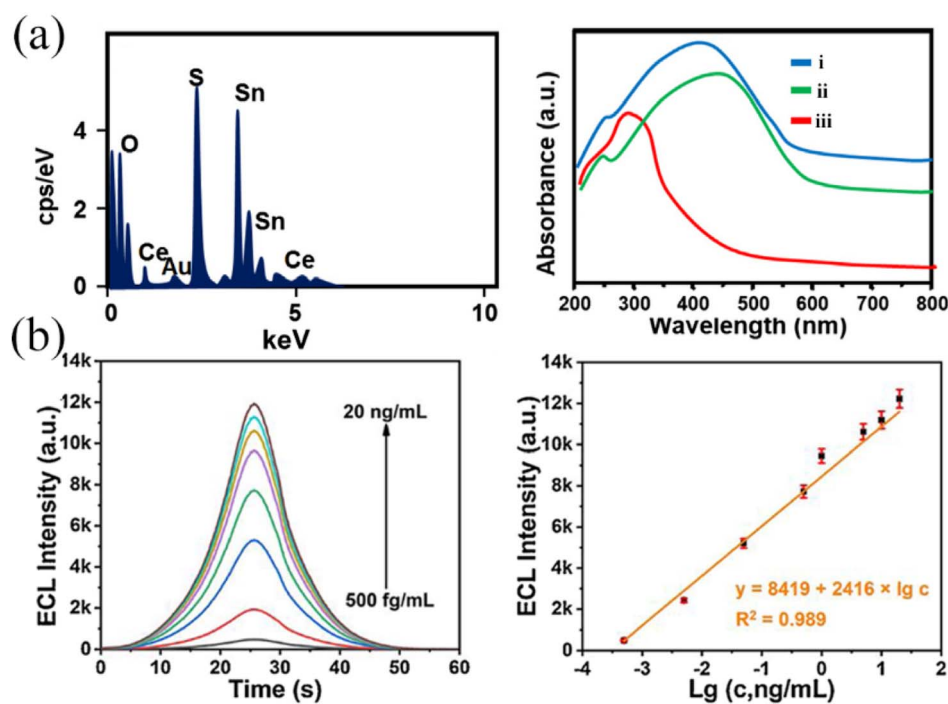 (a)
cps/eV
4
2
0
O
Ce
Au
S
Sn
Sn
Ce
0
5
10
keV
Absorbance (a.u.)
i
ii
iii
200
300
400
500
600
700
800
Wavelength (nm)
(b)
ECL Intensity (a.u.)
14k
12k
10k
8k
6k
4k
2k
0
20 ng/mL
500 fg/mL
0
10
20
30
40
50
60
Time (s)
ECL Intensity (a.u.)
14k
12k
10k
8k
6k
4k
2k
0
y = 8419 + 2416 × lg c
R² = 0.989
-4
-3
-2
-1
0
1
2
Lg (c,ng/mL)